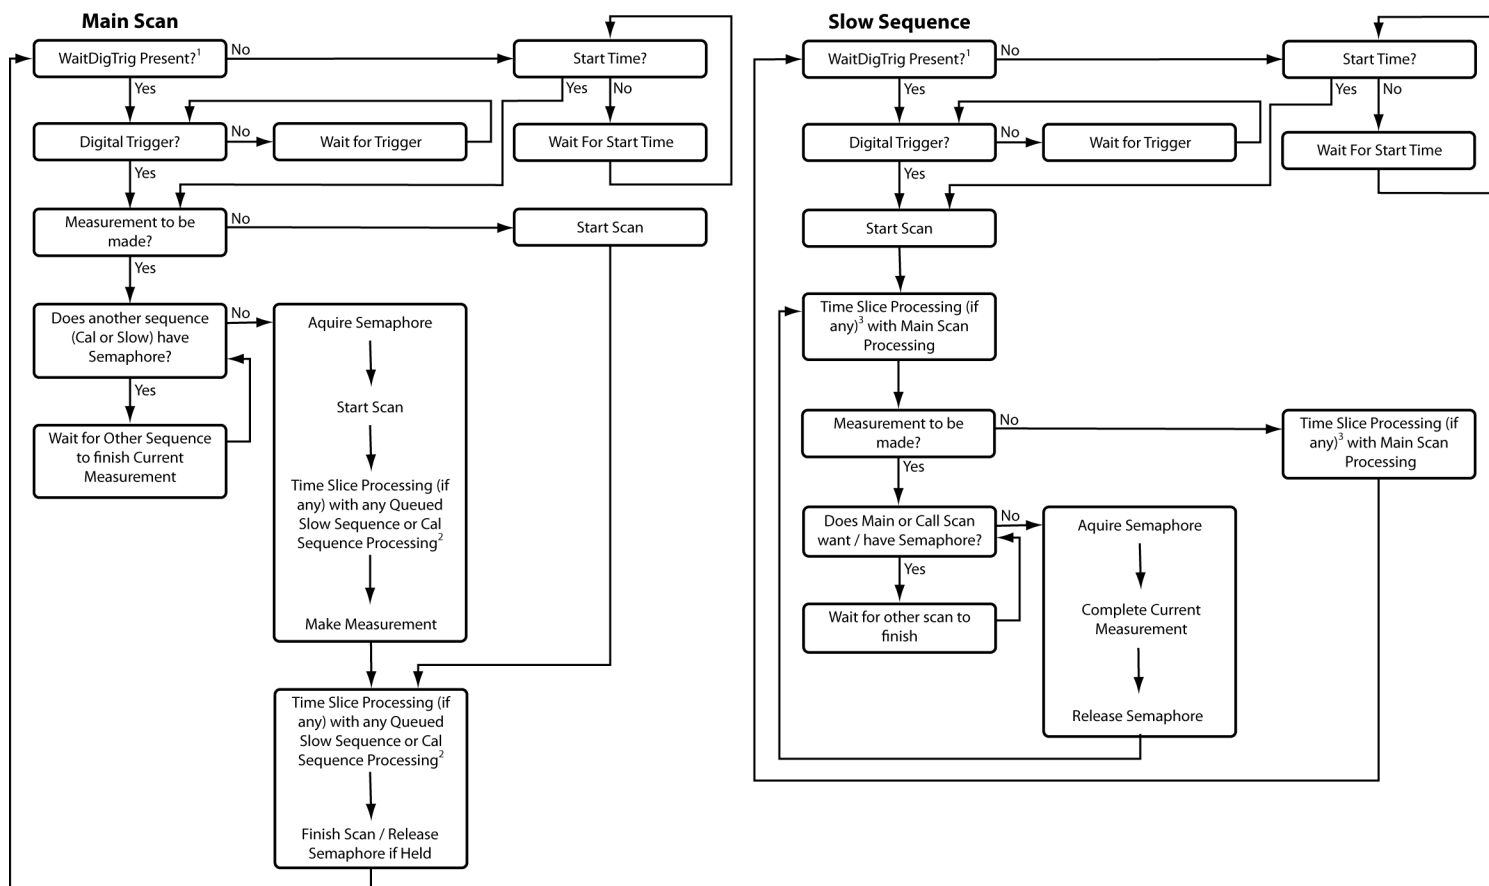 Main Scan
WaitDigTrig Present?1
No
Start Time?
Yes
Yes
No
Digital Trigger?
No
Wait for Trigger
Wait For Start Time
Yes
Measurement to be
made?
No
Start Scan
Yes
Does another sequence
(Cal or Slow) have
Semaphore?
No
Yes
Wait for Other Sequence
to finish Current
Measurement
Aquire Semaphore
Start Scan
Time Slice Processing (if
any) with any Queued
Slow Sequence or Cal
Sequence Processing2
Make Measurement
Time Slice Processing (if
any) with any Queued
Slow Sequence or Cal
Sequence Processing2
Finish Scan / Release
Semaphore if Held
Slow Sequence
WaitDigTrig Present?1
No
Start Time?
Yes
Yes
No
Digital Trigger?
No
Wait for Trigger
Wait For Start Time
Yes
Start Scan
Time Slice Processing (if
any)3 with Main Scan
Processing
Measurement to be
made?
No
Time Slice Processing (if
any)3 with Main Scan
Processing
Yes
Does Main or Call Scan
want / have Semaphore?
No
Yes
Wait for other scan to
finish
Aquire Semaphore
Complete Current
Measurement
Release Semaphore